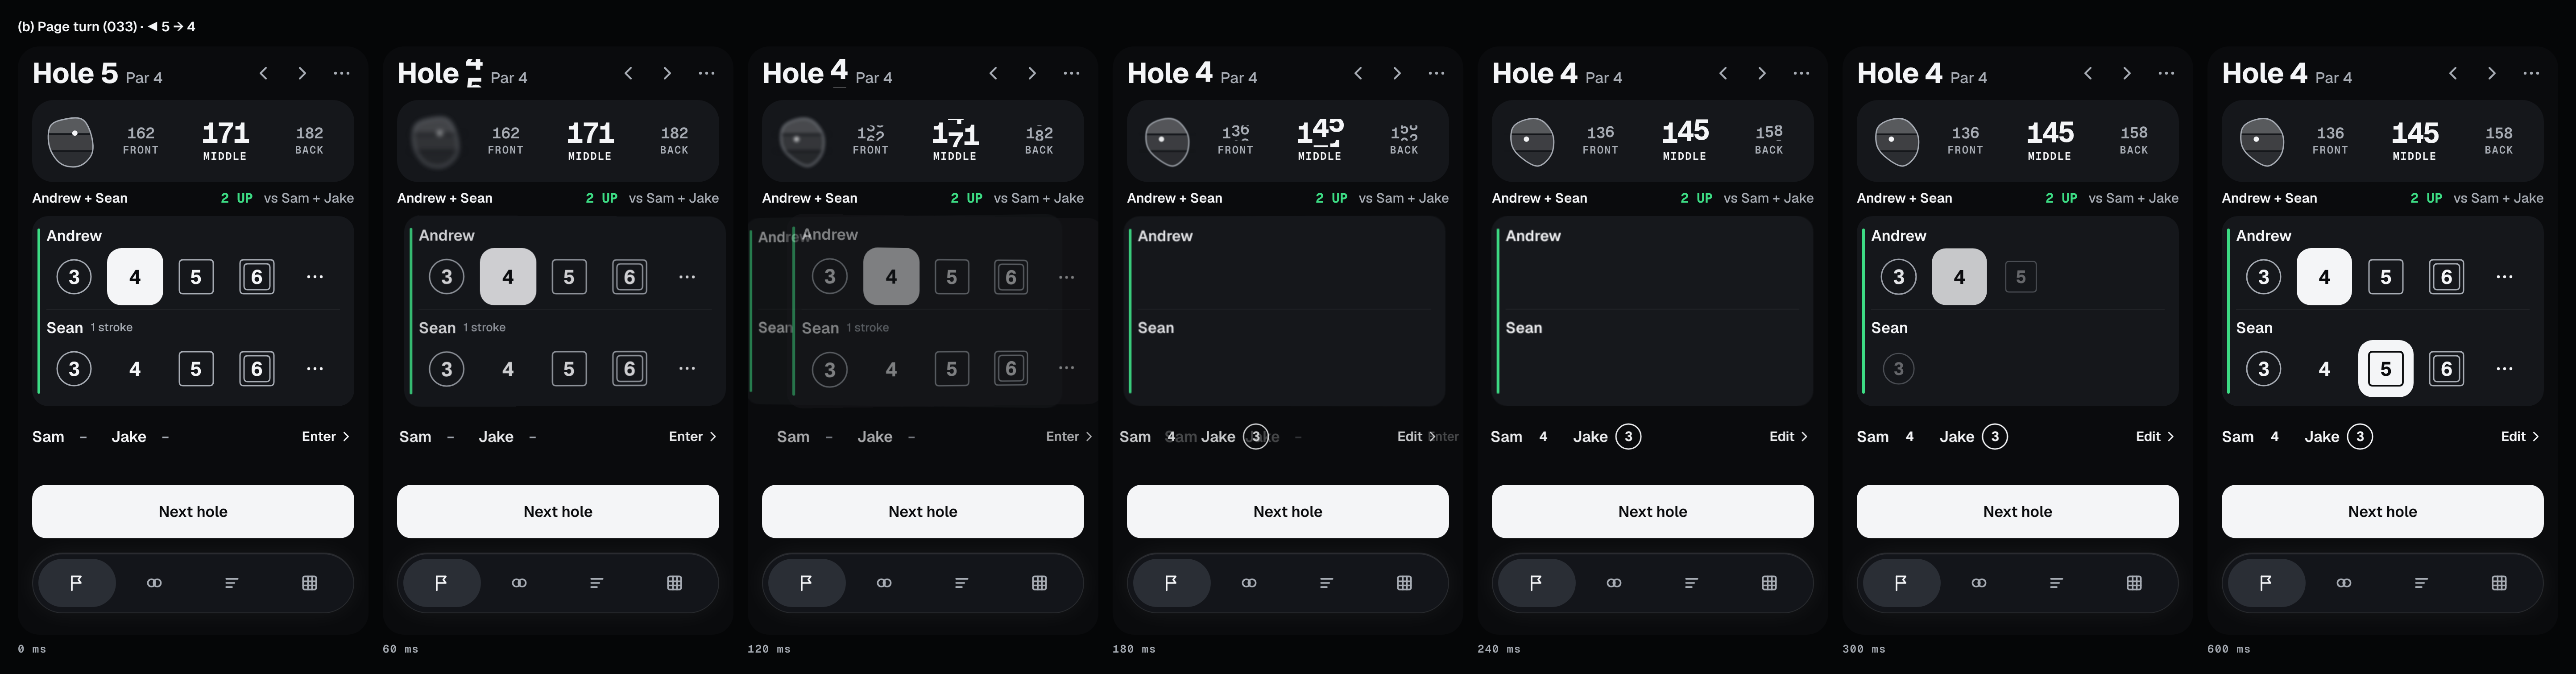 (b) Page turn (033) · ◀ 5 → 4
Hole 5 Par 4
162 171 182
FRONT MIDDLE BACK
Andrew + Sean 2 UP vs Sam + Jake
Andrew
3 4 5 6 ...
Sean 1 stroke
3 4 5 6 ...
Sam – Jake – Enter >
Next hole
0 ms
Hole Par 4
162 171 182
FRONT MIDDLE BACK
Andrew + Sean 2 UP vs Sam + Jake
Andrew
3 4 5 6 ...
Sean 1 stroke
3 4 5 6 ...
Sam – Jake – Enter >
Next hole
60 ms
Hole 4 Par 4
FRONT MIDDLE BACK
Andrew + Sean 2 UP vs Sam + Jake
Andrew Andrew
3 4 5 6 ...
Sean Sean 1 stroke
3 4 5 6 ...
Sam – Jake – Enter >
Next hole
120 ms
Hole 4 Par 4
136 145
FRONT MIDDLE BACK
Andrew + Sean 2 UP vs Sam + Jake
Andrew
Sean
Sam 4 Sam Jake 3 Jake – Edit > Enter
Next hole
180 ms
Hole 4 Par 4
136 145 158
FRONT MIDDLE BACK
Andrew + Sean 2 UP vs Sam + Jake
Andrew
Sean
Sam 4 Jake 3 Edit >
Next hole
240 ms
Hole 4 Par 4
136 145 158
FRONT MIDDLE BACK
Andrew + Sean 2 UP vs Sam + Jake
Andrew
3 4 5
Sean
3
Sam 4 Jake 3 Edit >
Next hole
300 ms
Hole 4 Par 4
136 145 158
FRONT MIDDLE BACK
Andrew + Sean 2 UP vs Sam + Jake
Andrew
3 4 5 6 ...
Sean
3 4 5 6 ...
Sam 4 Jake 3 Edit >
Next hole
600 ms